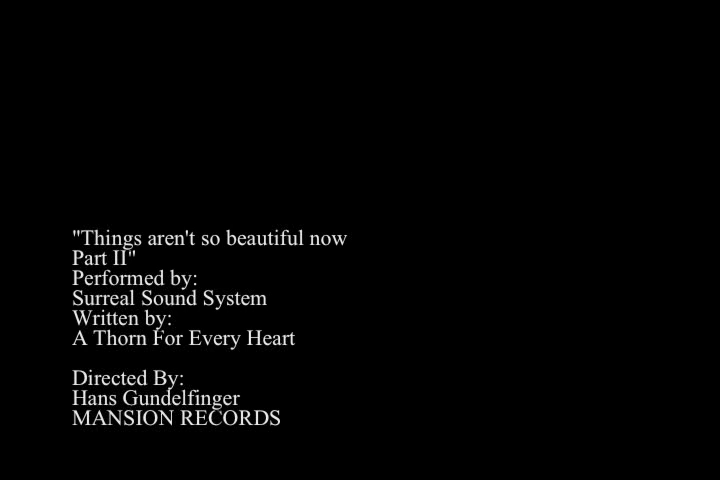 "Things aren't so beautiful now
Part II"
Performed by:
Surreal Sound System
Written by:
A Thorn For Every Heart
Directed By:
Hans Gundelfinger
MANSION RECORDS